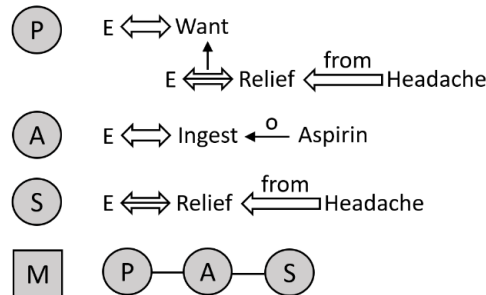 P E Want
from
E Relief Headache
A E Ingest o Aspirin
from
S E Relief Headache
M P A S